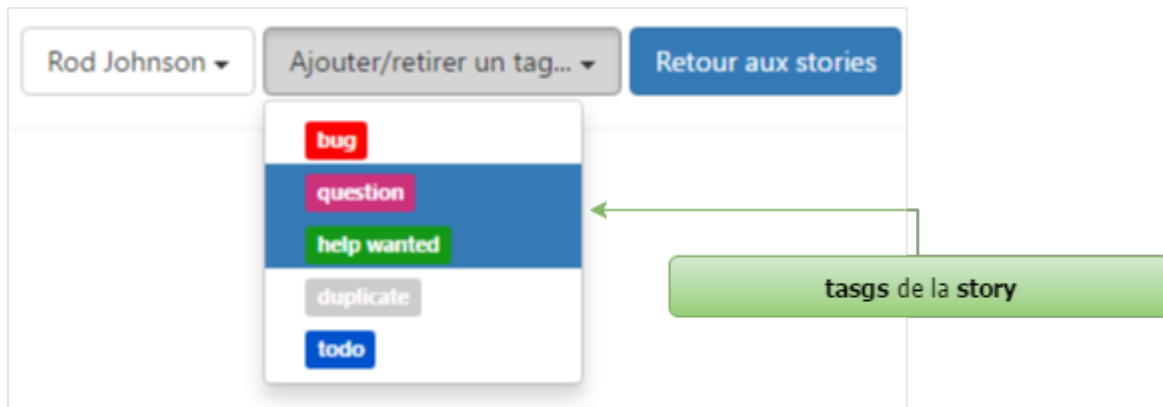 Rod Johnson
Ajouter/retirer un tag...
Retour aux stories
bug
question
help wanted
duplicate
todo
tasgs de la story